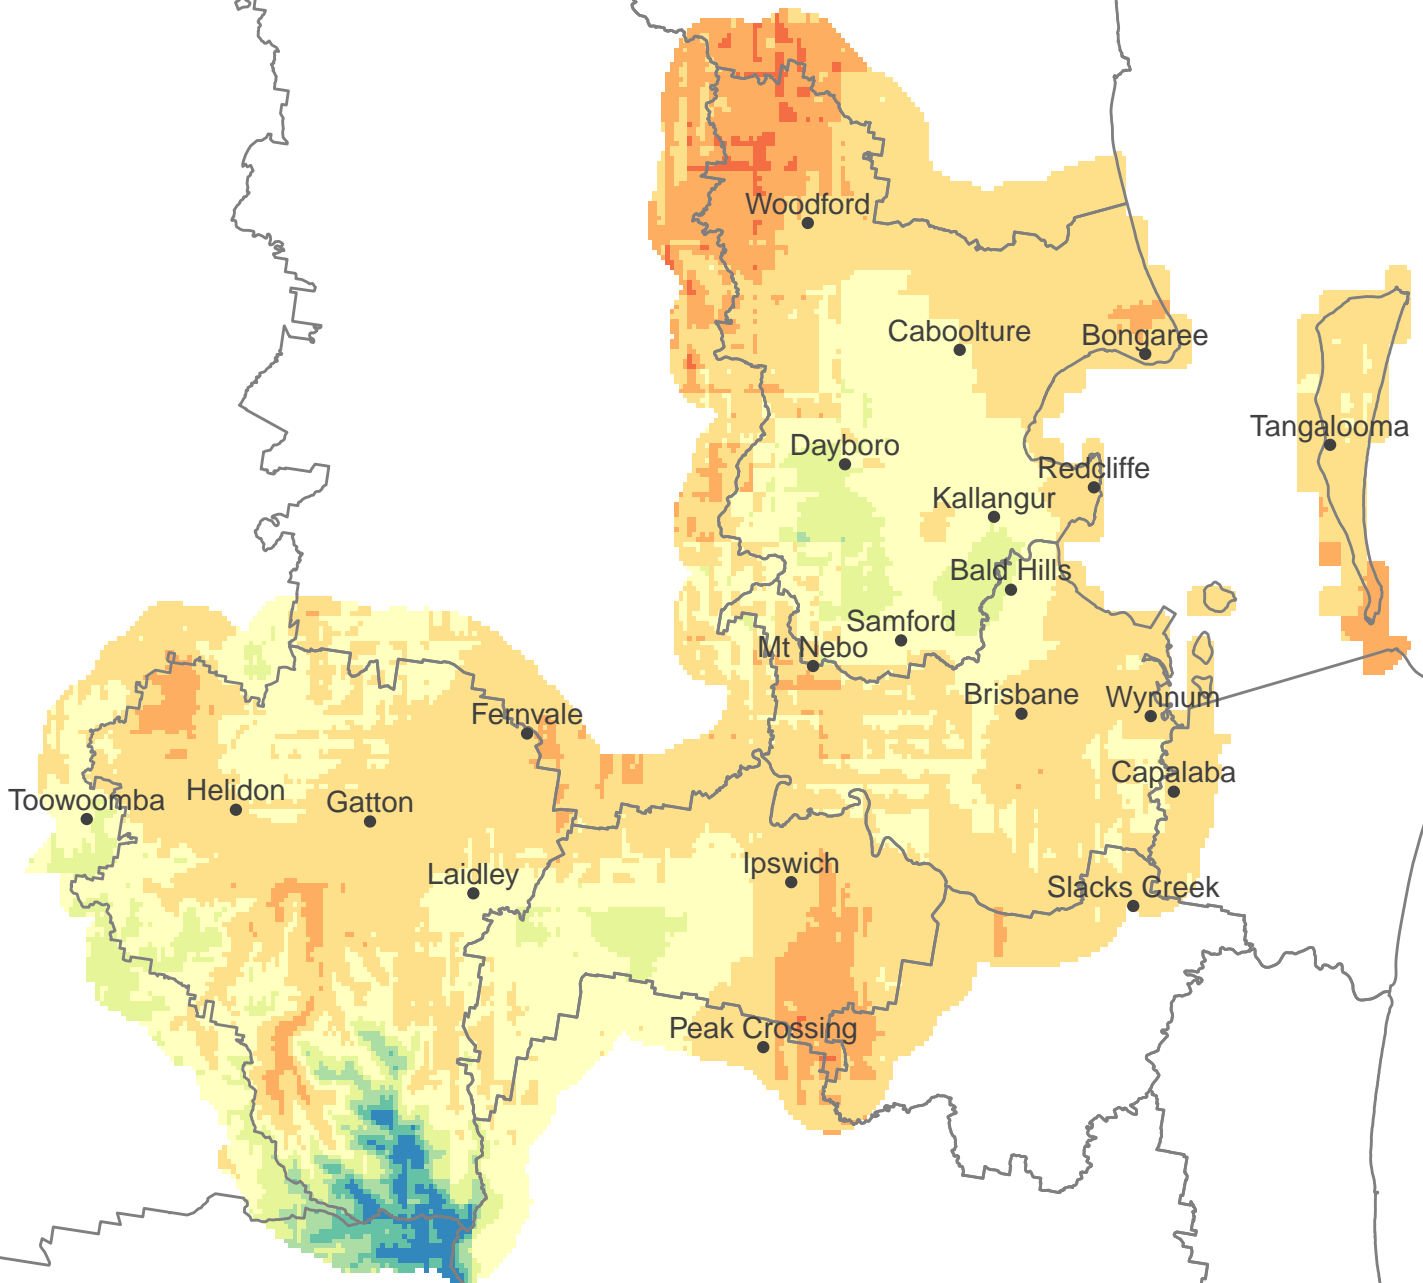 Woodford
Caboolture
Bongaree
Tangalooma
Dayboro
Redcliffe
Kallangur
Bald Hills
Samford
Mt Nebo
Brisbane
Wynnum
Fernvale
Capalaba
Toowoomba
Helidon
Gatton
Ipswich
Laidley
Slacks Creek
Peak Crossing